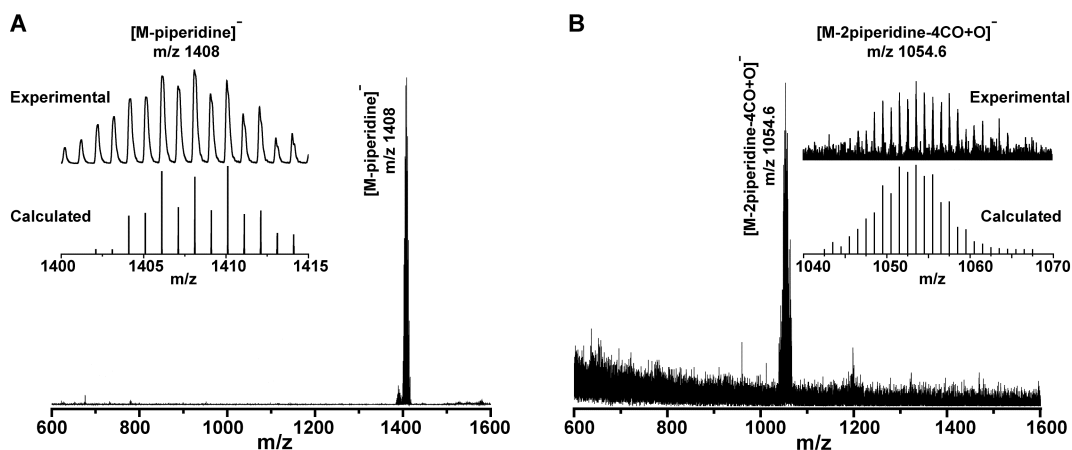 A
[M-piperidine]⁻
m/z 1408
Experimental
Calculated
1400 1405 1410 1415
m/z
[M-piperidine]⁻
m/z 1408
600 800 1000 1200 1400 1600
m/z
B
[M-2piperidine-4CO+O]⁻
m/z 1054.6
Experimental
Calculated
1040 1050 1060 1070
m/z
[M-2piperidine-4CO+O]⁻
m/z 1054.6
600 800 1000 1200 1400 1600
m/z